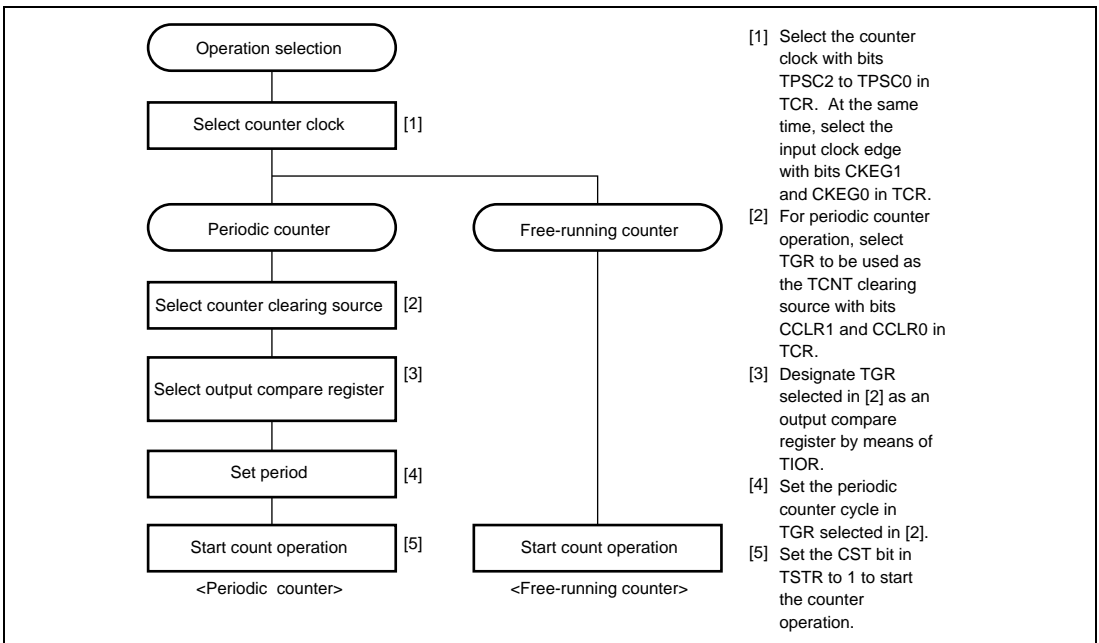 Operation selection
Select counter clock
[1]
Periodic counter
Free-running counter
Select counter clearing source
[2]
Select output compare register
[3]
Set period
[4]
Start count operation
[5]
Start count operation
<Periodic counter>
<Free-running counter>
[1] Select the counter
clock with bits
TPSC2 to TPSC0 in
TCR. At the same
time, select the
input clock edge
with bits CKEG1
and CKEG0 in TCR.
[2] For periodic counter
operation, select
TGR to be used as
the TCNT clearing
source with bits
CCLR1 and CCLR0 in
TCR.
[3] Designate TGR
selected in [2] as an
output compare
register by means of
TIOR.
[4] Set the periodic
counter cycle in
TGR selected in [2].
[5] Set the CST bit in
TSTR to 1 to start
the counter
operation.